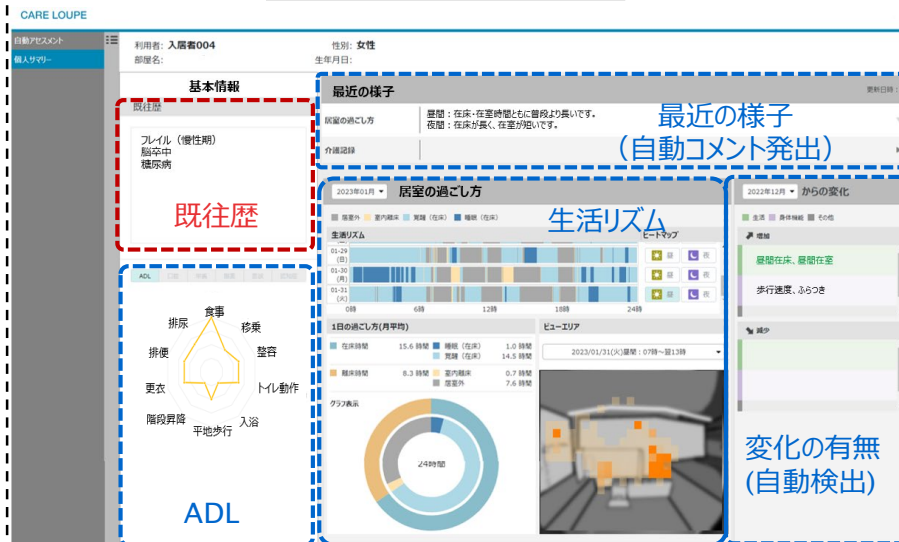 CARE LOUPE
自動アセスメント
個人サマリー
利用者: 入居者004
性別: 女性
部屋名:
生年月日:
基本情報
既往歴
フレイル（慢性期）
脳卒中
糖尿病
既往歴
最近の様子
更新日時:
居室の過ごし方
昼間：在床・在室時間ともに普段より長いです。
夜間：在床が長く、在室が短いです。
介護記録
最近の様子
（自動コメント発出）
2023年01月
居室の過ごし方
居室外 室内離床 覚醒（在床） 睡眠（在床）
生活リズム
生活リズム
ヒートマップ
01-29
(日)
昼 夜
01-30
(月)
昼 夜
01-31
(火)
昼 夜
0時 6時 12時 18時 24時
1日の過ごし方(月平均)
在床時間 15.6 時間
睡眠（在床） 1.0 時間
覚醒（在床） 14.5 時間
離床時間 8.3 時間
室内離床 0.7 時間
居室外 7.6 時間
グラフ表示
24時間
ビューエリア
2023/01/31(火)昼間：07時～翌13時
2022年12月 からの変化
生活 身体機能 その他
増加
昼間在床、昼間在室
歩行速度、ふらつき
減少
変化の有無
(自動検出)
ADL
食事
移乗
整容
トイレ動作
入浴
平地歩行
階段昇降
更衣
排便
排尿
ADL